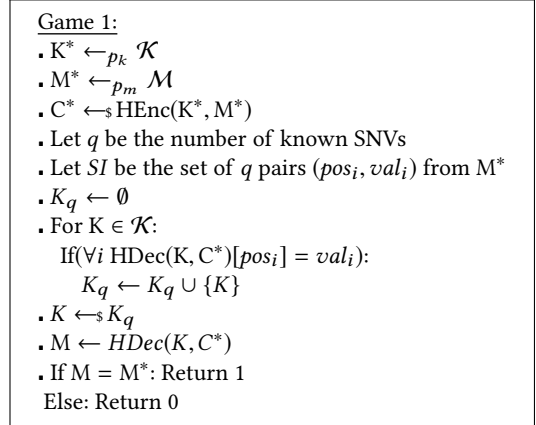 Game 1:
. K* ←pk 𝒦
. M* ←pm ℳ
. C* ←$ HEnc(K*, M*)
. Let q be the number of known SNVs
. Let SI be the set of q pairs (posi, vali) from M*
. Kq ← ∅
. For K ∈ 𝒦:
If(∀i HDec(K, C*)[posi] = vali):
Kq ← Kq ∪ {K}
. K ←$ Kq
. M ← HDec(K, C*)
. If M = M*: Return 1
Else: Return 0